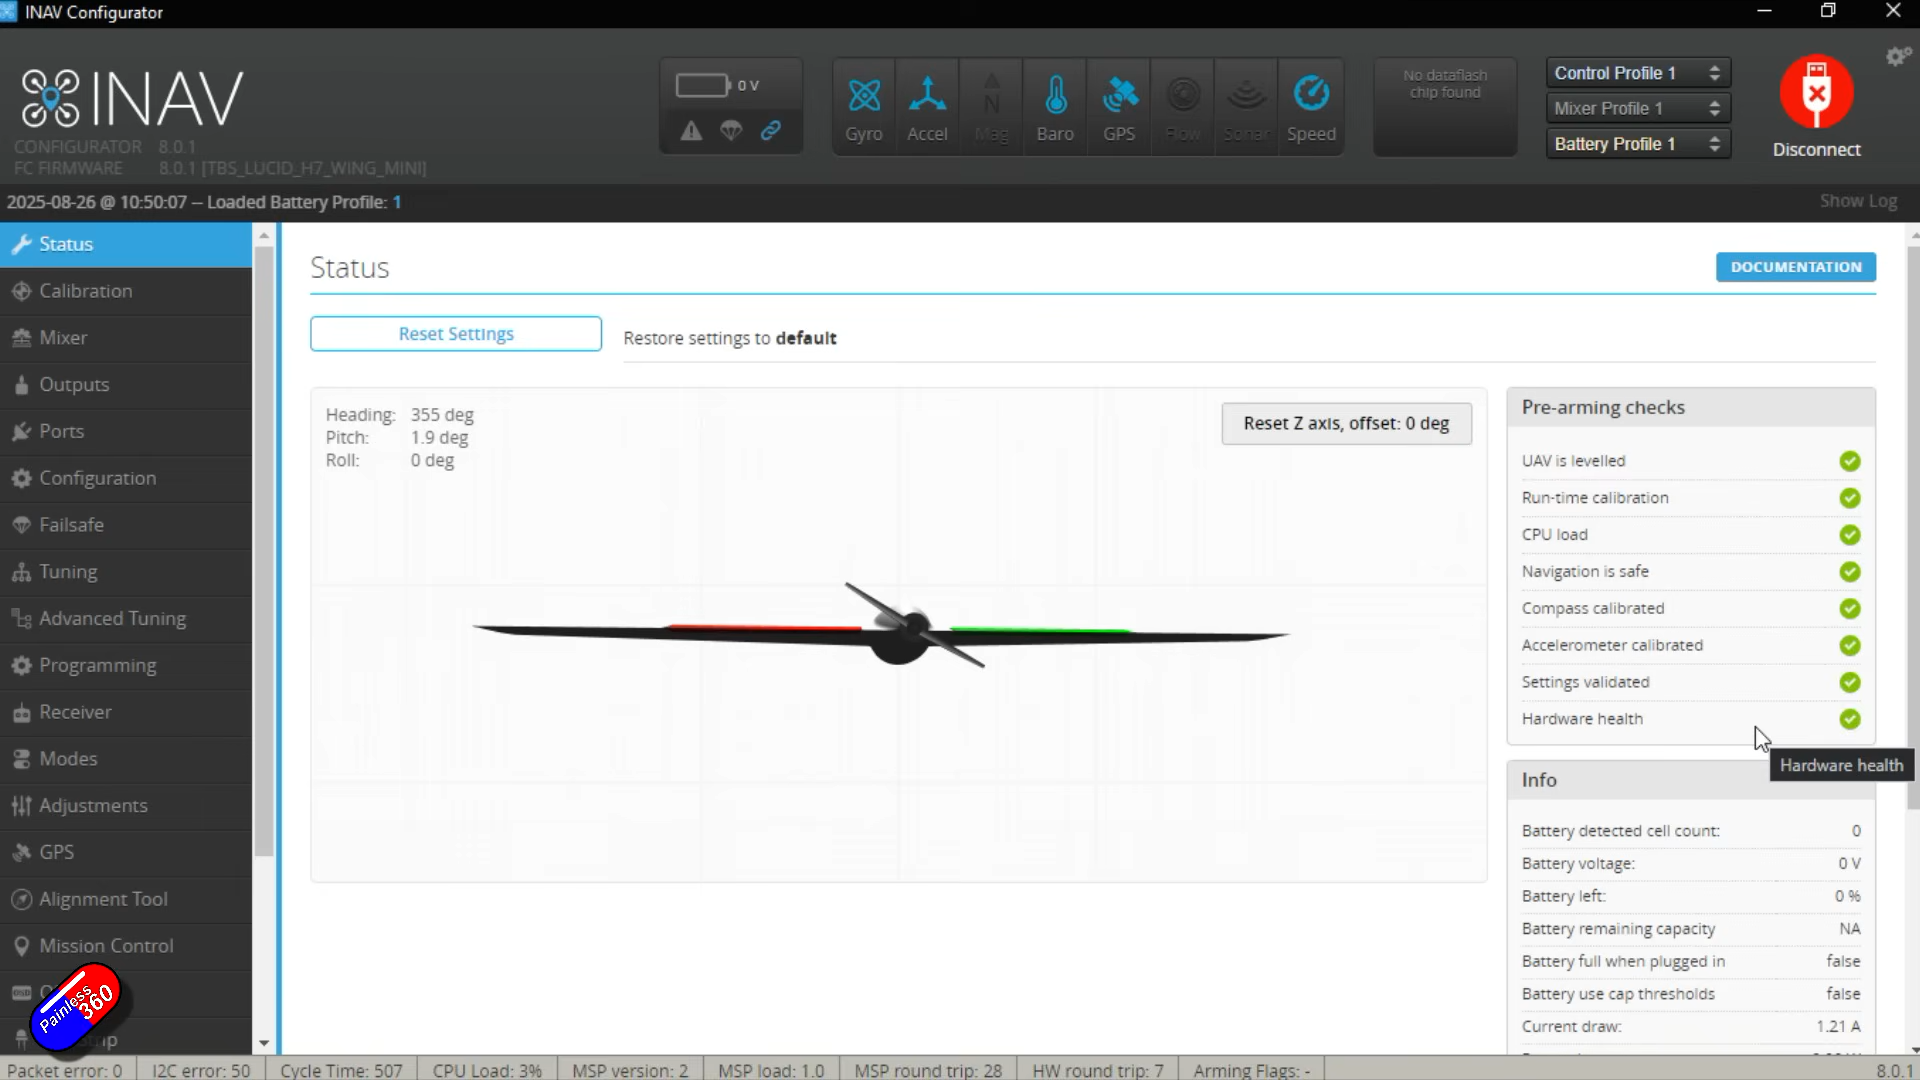 INAV Configurator
INAV
CONFIGURATOR 8.0.1
FC FIRMWARE 8.0.1 [TBS_LUCID_H7_WING_MINI]
0 V
Gyro
Accel
Mag
Baro
GPS
Flow
Sonar
Speed
No dataflash
chip found
Control Profile 1
Mixer Profile 1
Battery Profile 1
Disconnect
2025-08-26 @ 10:50:07 -- Loaded Battery Profile: 1
Show Log
Status
Calibration
Mixer
Outputs
Ports
Configuration
Failsafe
Tuning
Advanced Tuning
Programming
Receiver
Modes
Adjustments
GPS
Alignment Tool
Mission Control
Painless
360
Status
DOCUMENTATION
Reset Settings
Restore settings to default
Heading: 355 deg
Pitch: 1.9 deg
Roll: 0 deg
Reset Z axis, offset: 0 deg
Pre-arming checks
UAV is levelled
Run-time calibration
CPU load
Navigation is safe
Compass calibrated
Accelerometer calibrated
Settings validated
Hardware health
Hardware health
Info
Battery detected cell count: 0
Battery voltage: 0 V
Battery left: 0 %
Battery remaining capacity NA
Battery full when plugged in false
Battery use cap thresholds false
Current draw: 1.21 A
Packet error: 0
I2C error: 50
Cycle Time: 507
CPU Load: 3%
MSP version: 2
MSP load: 1.0
MSP round trip: 28
HW round trip: 7
Arming Flags: -
8.0.1